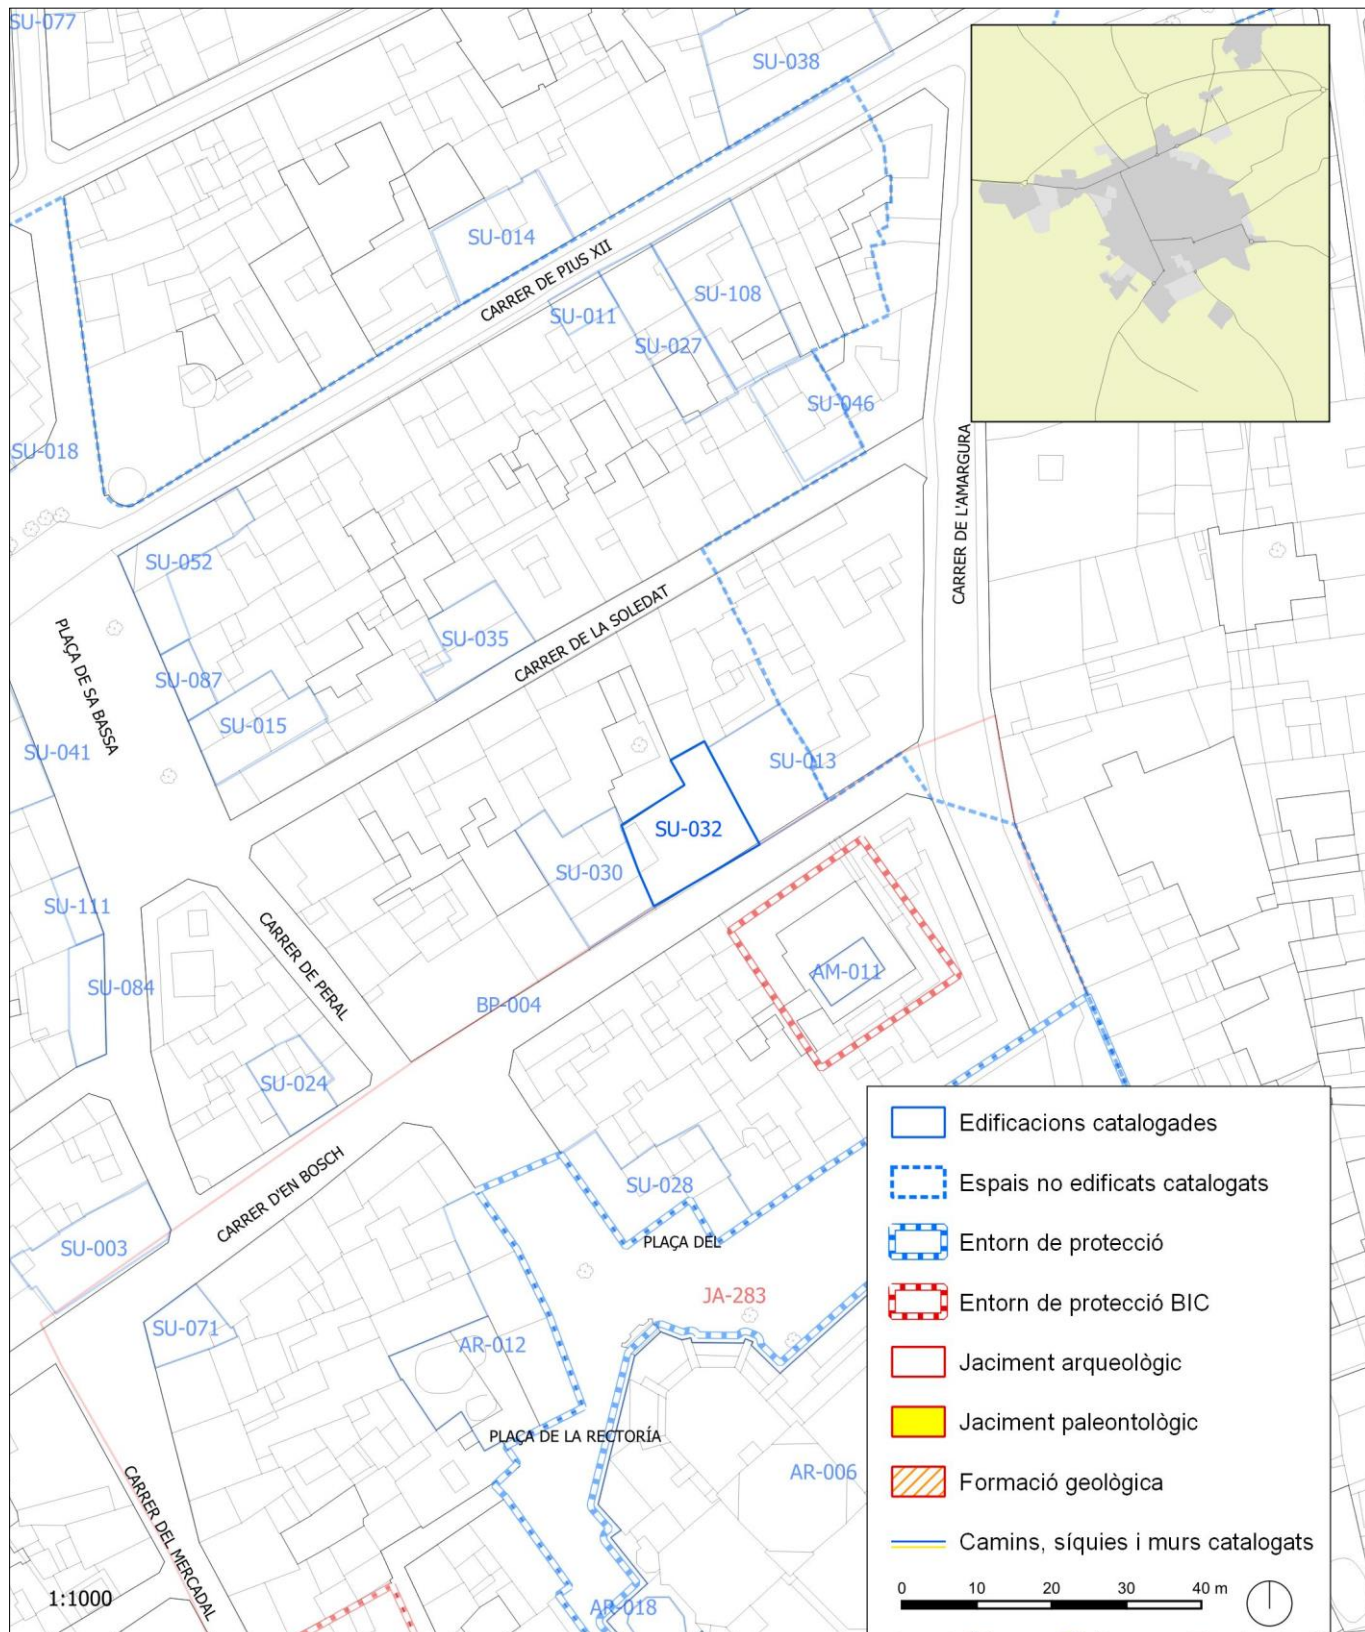 SU-077
SU-038
SU-014
CARRER DE PIUS XII
SU-108
SU-011
SU-027
SU-046
SU-018
CARRER DE L'AMARGURA
SU-052
PLAÇA DE SA BASSA
SU-035
CARRER DE LA SOLEDAT
SU-087
SU-015
SU-041
SU-013
SU-032
SU-030
SU-111
CARRER DE PERAL
SU-084
AM-011
BP-004
SU-024
CARRER D'EN BOSCH
SU-028
SU-003
PLAÇA DEL
JA-283
SU-071
AR-012
PLAÇA DE LA RECTORÍA
AR-006
CARRER DEL MERCADAL
AR-018
1:1000
Edificacions catalogades
Espais no edificats catalogats
Entorn de protecció
Entorn de protecció BIC
Jaciment arqueològic
Jaciment paleontològic
Formació geològica
Camins, síquies i murs catalogats
0 10 20 30 40 m